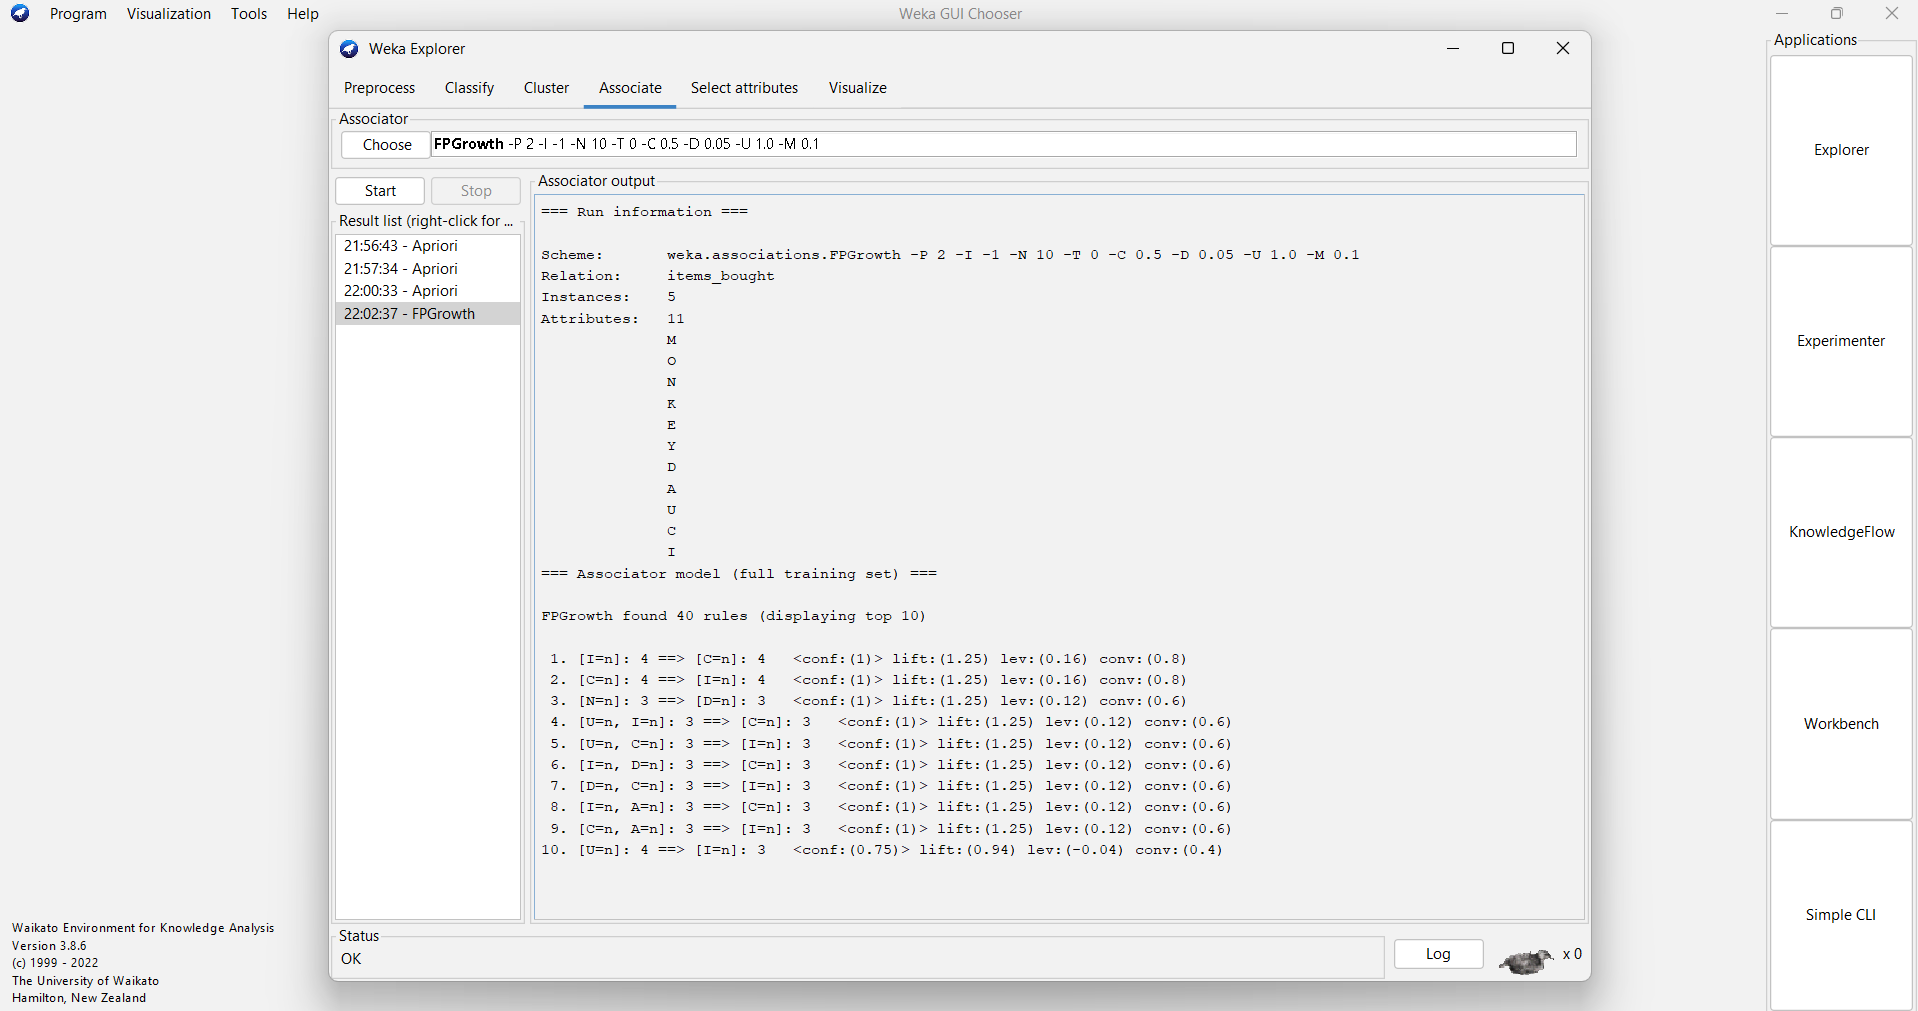 Program Visualization Tools Help
Weka GUI Chooser
Weka Explorer
Preprocess Classify Cluster Associate Select attributes Visualize
Associator
Choose FPGrowth -P 2 -I -1 -N 10 -T 0 -C 0.5 -D 0.05 -U 1.0 -M 0.1
Start Stop
Result list (right-click for ...
21:56:43 - Apriori
21:57:34 - Apriori
22:00:33 - Apriori
22:02:37 - FPGrowth
Associator output
=== Run information ===
Scheme: weka.associations.FPGrowth -P 2 -I -1 -N 10 -T 0 -C 0.5 -D 0.05 -U 1.0 -M 0.1
Relation: items_bought
Instances: 5
Attributes: 11
M
O
N
K
E
Y
D
A
U
C
I
=== Associator model (full training set) ===
FPGrowth found 40 rules (displaying top 10)
1. [I=n]: 4 ==> [C=n]: 4 <conf:(1)> lift:(1.25) lev:(0.16) conv:(0.8)
2. [C=n]: 4 ==> [I=n]: 4 <conf:(1)> lift:(1.25) lev:(0.16) conv:(0.8)
3. [N=n]: 3 ==> [D=n]: 3 <conf:(1)> lift:(1.25) lev:(0.12) conv:(0.6)
4. [U=n, I=n]: 3 ==> [C=n]: 3 <conf:(1)> lift:(1.25) lev:(0.12) conv:(0.6)
5. [U=n, C=n]: 3 ==> [I=n]: 3 <conf:(1)> lift:(1.25) lev:(0.12) conv:(0.6)
6. [I=n, D=n]: 3 ==> [C=n]: 3 <conf:(1)> lift:(1.25) lev:(0.12) conv:(0.6)
7. [D=n, C=n]: 3 ==> [I=n]: 3 <conf:(1)> lift:(1.25) lev:(0.12) conv:(0.6)
8. [I=n, A=n]: 3 ==> [C=n]: 3 <conf:(1)> lift:(1.25) lev:(0.12) conv:(0.6)
9. [C=n, A=n]: 3 ==> [I=n]: 3 <conf:(1)> lift:(1.25) lev:(0.12) conv:(0.6)
10. [U=n]: 4 ==> [I=n]: 3 <conf:(0.75)> lift:(0.94) lev:(-0.04) conv:(0.4)
Status
OK
Log
x 0
Applications
Explorer
Experimenter
KnowledgeFlow
Workbench
Simple CLI
Waikato Environment for Knowledge Analysis
Version 3.8.6
(c) 1999 - 2022
The University of Waikato
Hamilton, New Zealand